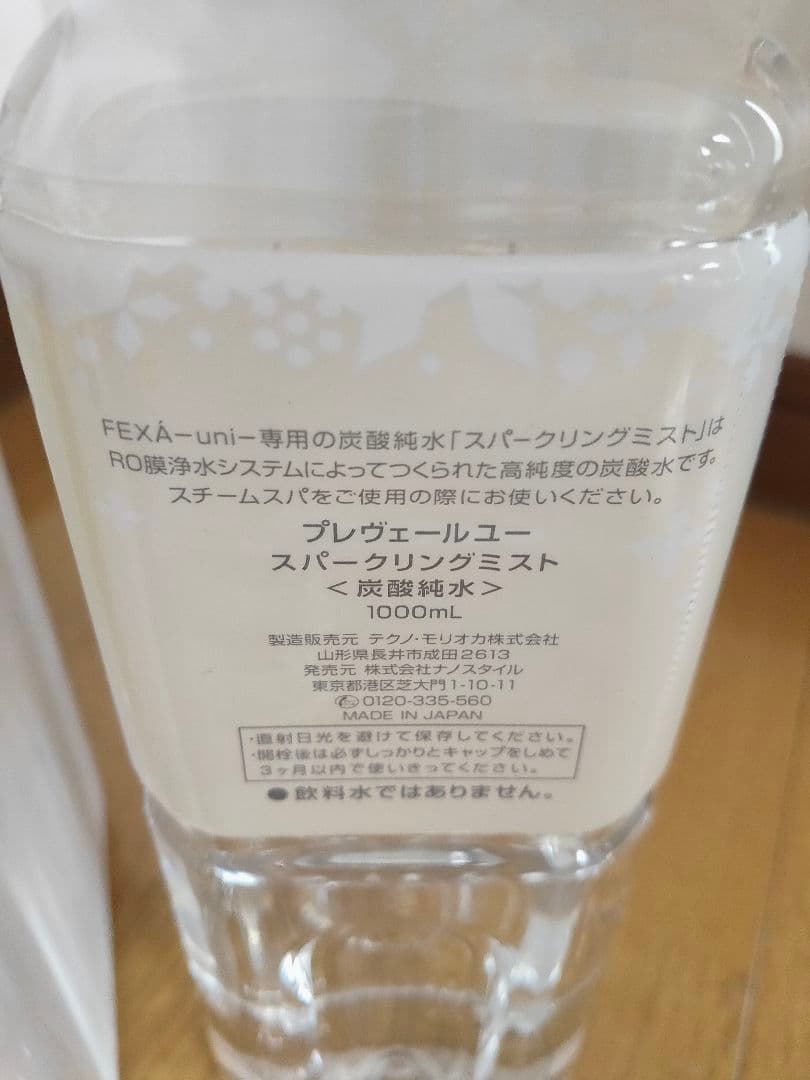 FEXÁ-uni-専用の炭酸純水「スパークリングミスト」は
RO膜浄水システムによってつくられた高純度の炭酸水です。
スチームスパをご使用の際にお使いください。
プレヴェールユー
スパークリングミスト
＜炭酸純水＞
1000mL
製造販売元 テクノ・モリオカ株式会社
山形県長井市成田2613
発売元 株式会社ナノスタイル
東京都港区芝大門1-10-11
0120-335-560
MADE IN JAPAN
・直射日光を避けて保存してください。
・開栓後は必ずしっかりとキャップをしめて
3ヶ月以内で使いきってください。
●飲料水ではありません。